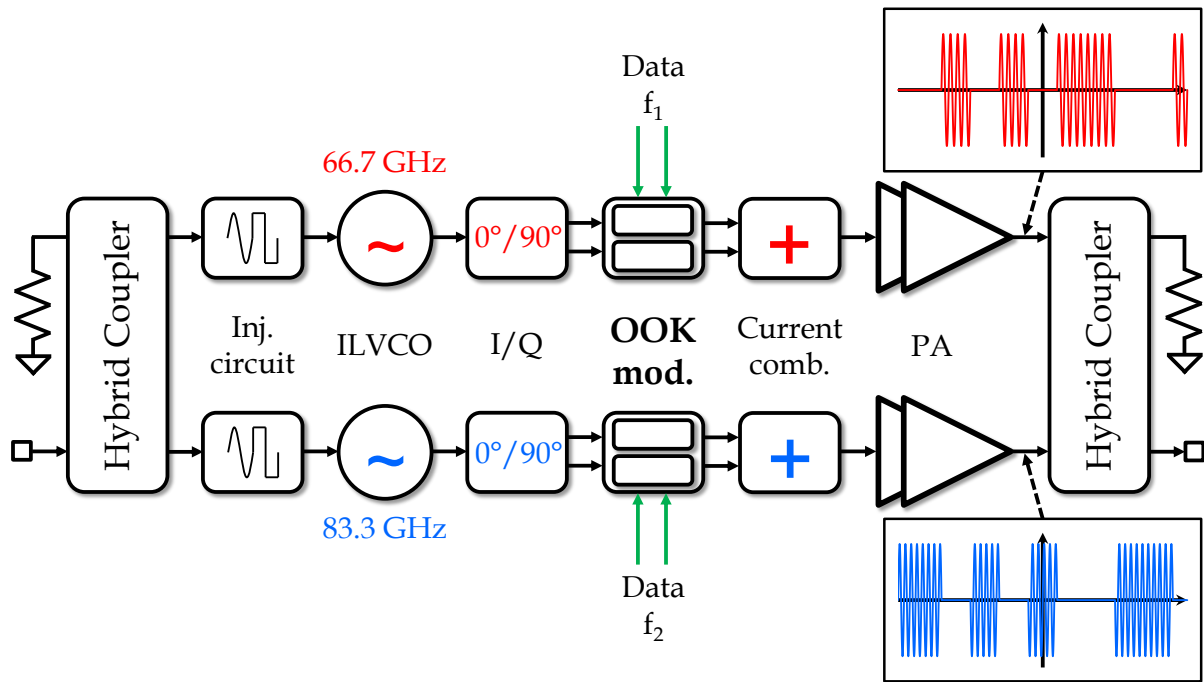 Data
f₁
66.7 GHz
Hybrid Coupler
~
0°/90°
+
Hybrid Coupler
Inj.
circuit
ILVCO
I/Q
OOK
mod.
Current
comb.
PA
~
0°/90°
+
83.3 GHz
Data
f₂